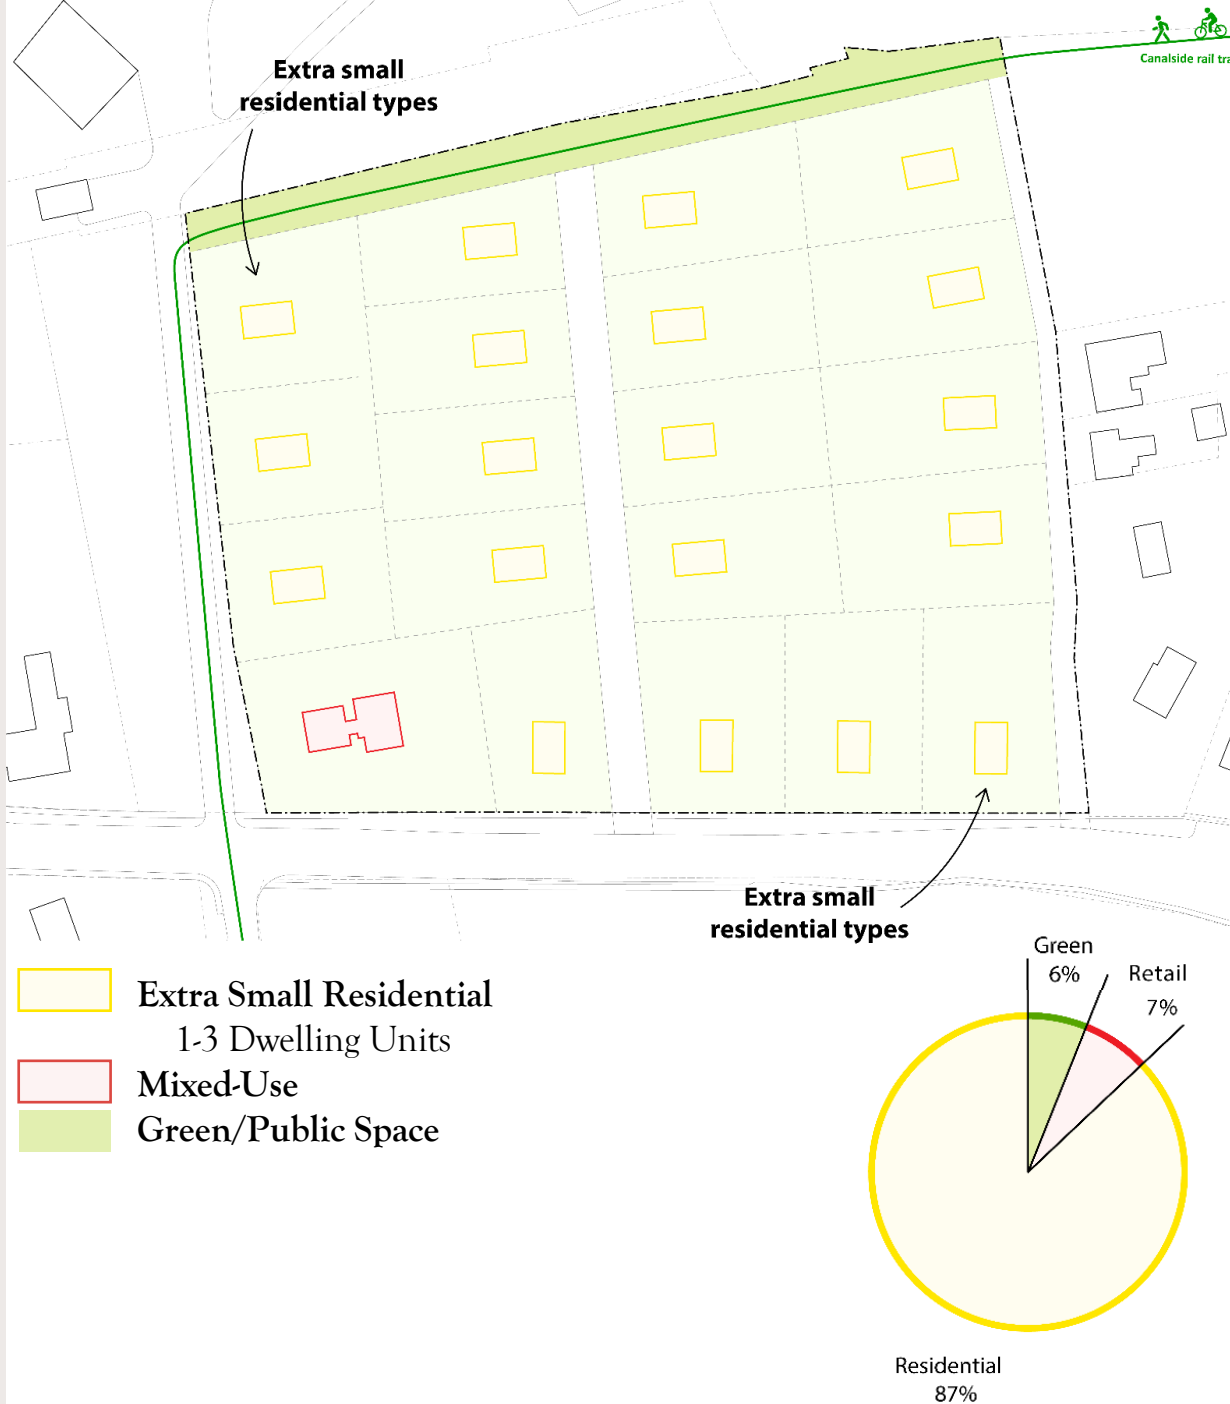 Extra small
residential types
Canalside rail tra
Extra small
residential types
Extra Small Residential
1-3 Dwelling Units
Mixed-Use
Green/Public Space
Green
6%
Retail
7%
Residential
87%